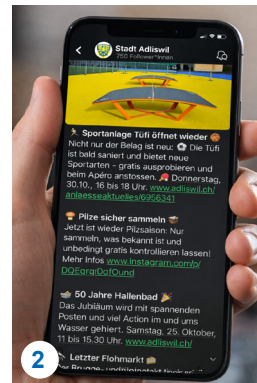 Stadt Adliswil
750 Follower*innen
🏃 Sportanlage Tüfi öffnet wieder 🏀
Nicht nur der Belag ist neu: ⚽ Die Tüfi
ist bald saniert und bietet neue
Sportarten - gratis ausprobieren und
beim Apéro anstossen. Donnerstag,
30.10., 16 bis 18 Uhr. www.adliswil.ch/
anlaesseaktuelles/6956341
🍄 Pilze sicher sammeln
Jetzt ist wieder Pilzsaison: Nur
sammeln, was bekannt ist und
unbedingt gratis kontrollieren lassen!
Mehr Infos www.instagram.com/p/
50 Jahre Hallenbad 🎉
Das Jubiläum wird mit spannenden
Posten und viel Action im und ums
Wasser gefeiert. Samstag, 25. Oktober,
11 bis 15.30 Uhr. www.adliswil.ch/
Letzter Flohmarkt
2